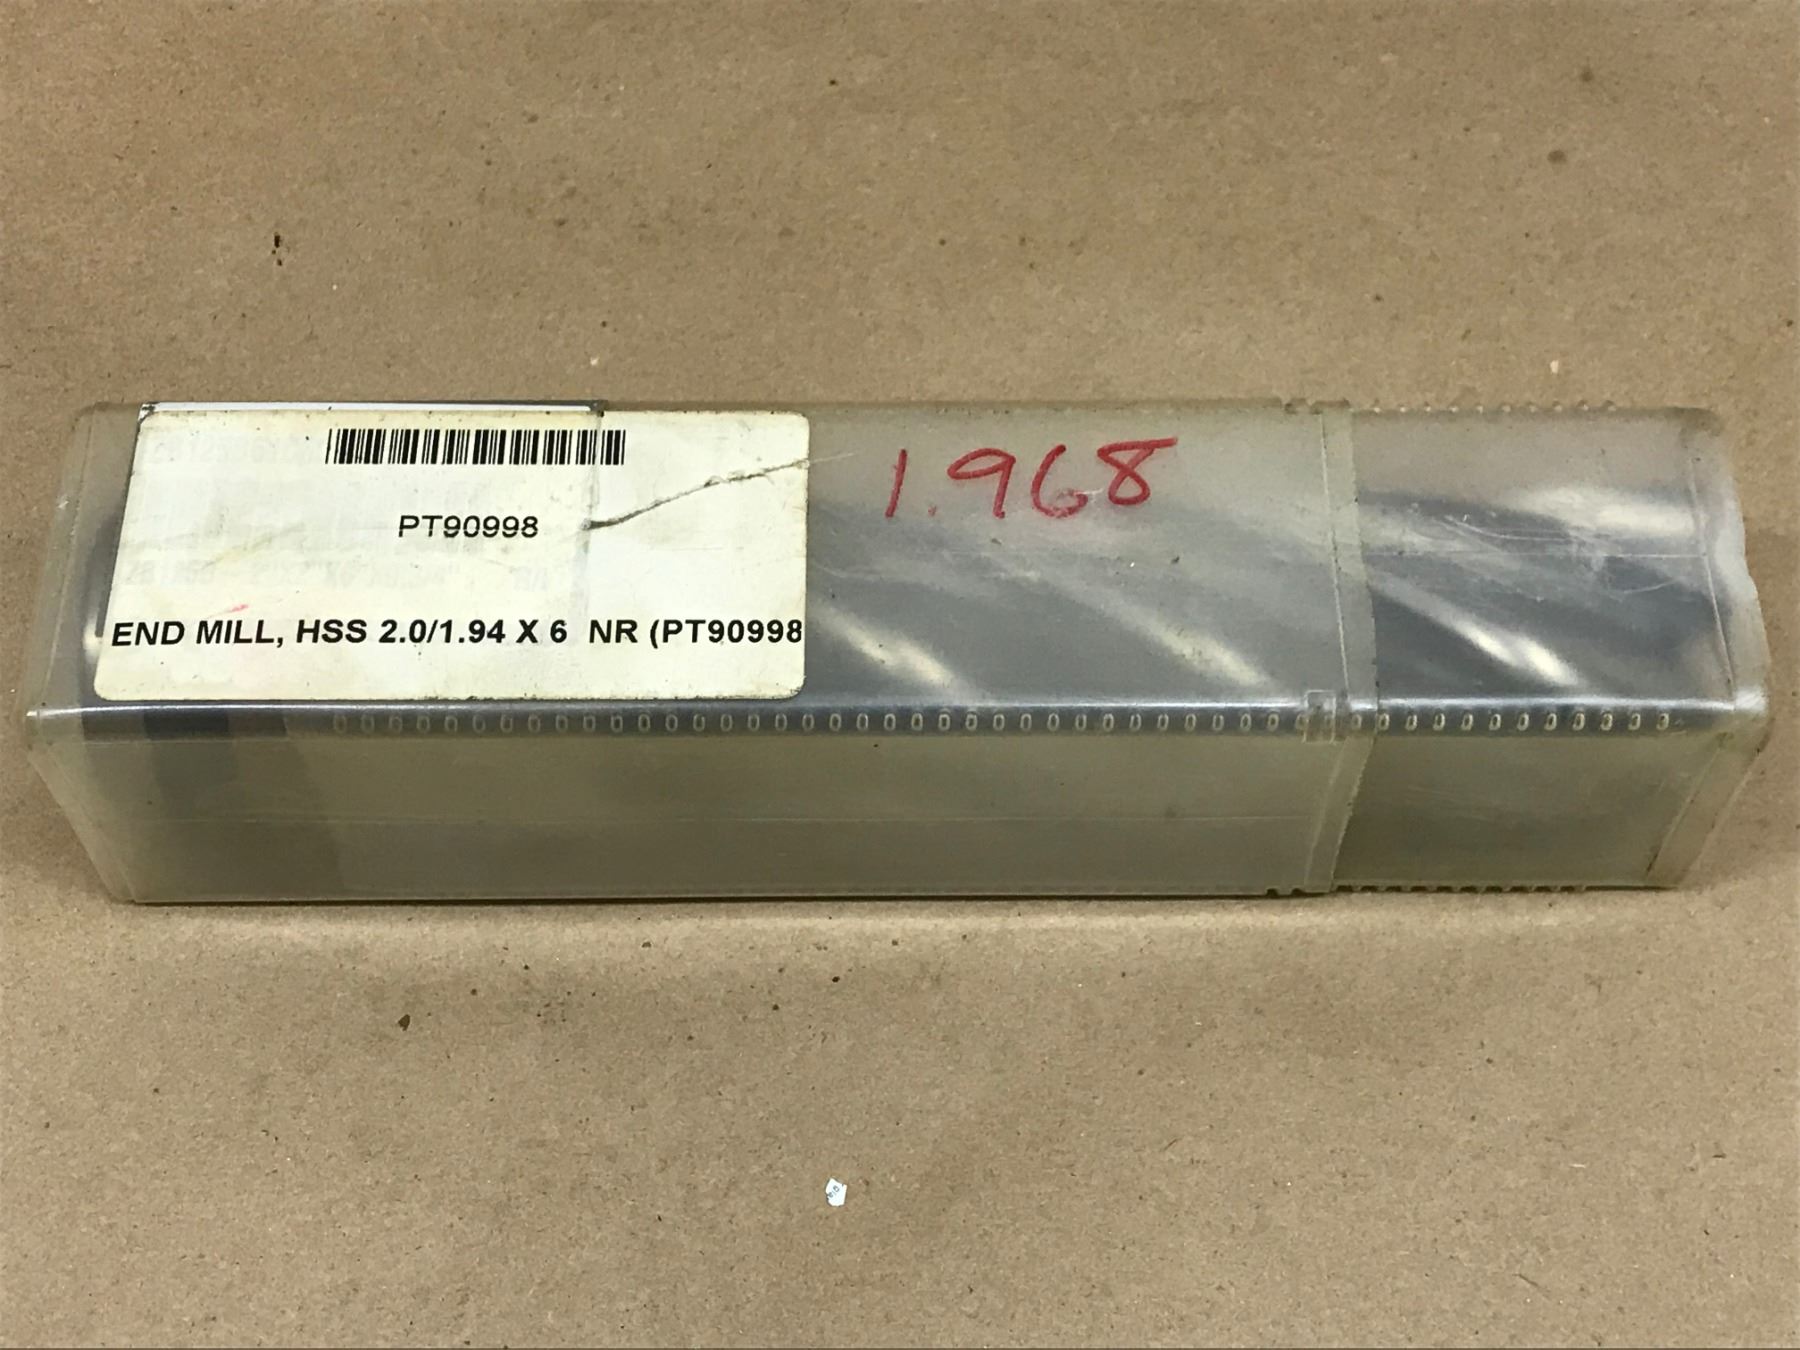 PT90998
1.968
END MILL, HSS 2.0/1.94 X 6 NR (PT90998